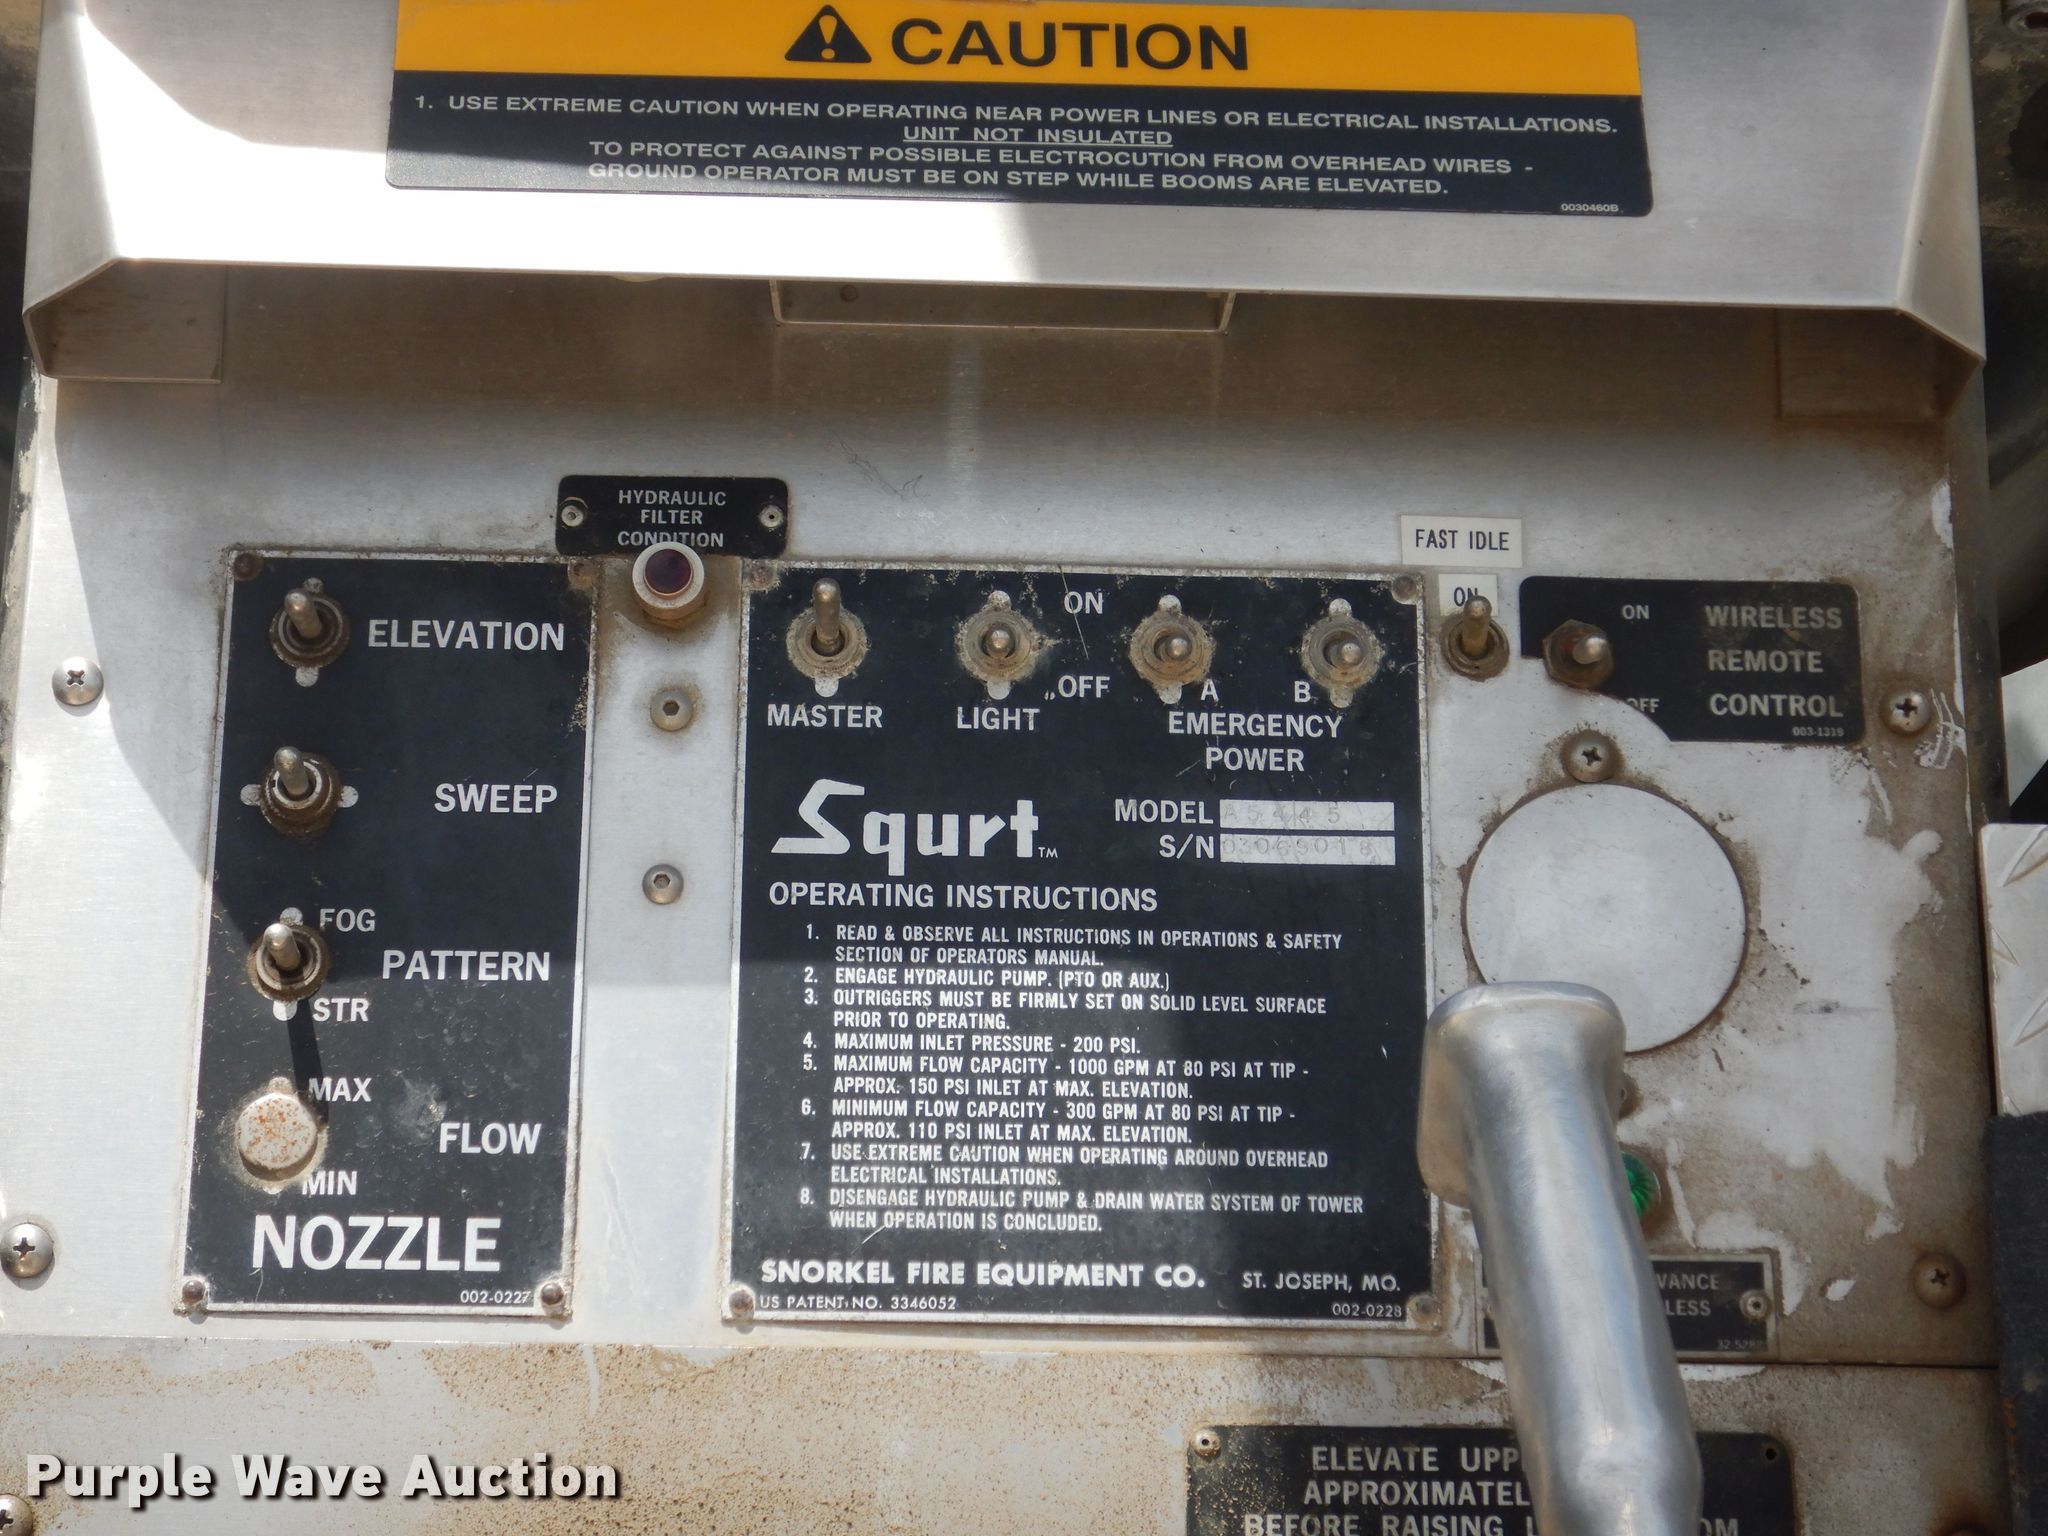 CAUTION
1. USE EXTREME CAUTION WHEN OPERATING NEAR POWER LINES OR ELECTRICAL INSTALLATIONS.
UNIT NOT INSULATED
TO PROTECT AGAINST POSSIBLE ELECTROCUTION FROM OVERHEAD WIRES -
GROUND OPERATOR MUST BE ON STEP WHILE BOOMS ARE ELEVATED.
0030460B
HYDRAULIC
FILTER
CONDITION
ELEVATION
SWEEP
FOG
PATTERN
STR
MAX
FLOW
MIN
NOZZLE
002-0227
ON
OFF
MASTER
LIGHT
A B
EMERGENCY
POWER
Squrt TM
MODEL A5445
S/N
OPERATING INSTRUCTIONS
1. READ & OBSERVE ALL INSTRUCTIONS IN OPERATIONS & SAFETY
SECTION OF OPERATORS MANUAL.
2. ENGAGE HYDRAULIC PUMP. (PTO OR AUX.)
3. OUTRIGGERS MUST BE FIRMLY SET ON SOLID LEVEL SURFACE
PRIOR TO OPERATING.
4. MAXIMUM INLET PRESSURE - 200 PSI.
5. MAXIMUM FLOW CAPACITY - 1000 GPM AT 80 PSI AT TIP -
APPROX. 150 PSI INLET AT MAX. ELEVATION.
6. MINIMUM FLOW CAPACITY - 300 GPM AT 80 PSI AT TIP -
APPROX. 110 PSI INLET AT MAX. ELEVATION.
7. USE EXTREME CAUTION WHEN OPERATING AROUND OVERHEAD
ELECTRICAL INSTALLATIONS.
8. DISENGAGE HYDRAULIC PUMP & DRAIN WATER SYSTEM OF TOWER
WHEN OPERATION IS CONCLUDED.
SNORKEL FIRE EQUIPMENT CO. ST. JOSEPH, MO.
US PATENT NO. 3346052
002-0228
FAST IDLE
ON
ON
OFF
WIRELESS
REMOTE
CONTROL
003-1319
VANCE
LESS
ELEVATE UPP
APPROXIMATEL
BEFORE RAISING L OM
Purple Wave Auction